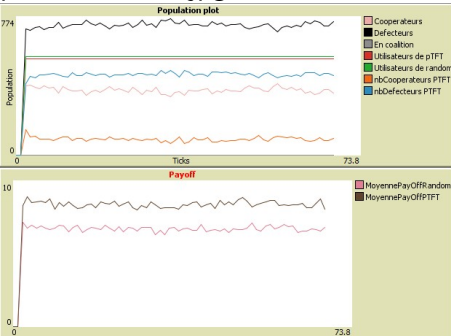 Population plot
774
Population
0
0
Ticks
73.8
Cooperateurs
Defecteurs
En coalition
Utilisateurs de pTFT
Utilisateurs de random
nbCooperateurs PTFT
nbDefecteurs PTFT
Payoff
10
0
0
73.8
MoyennePayOffRandom
MoyennePayOffPTFT